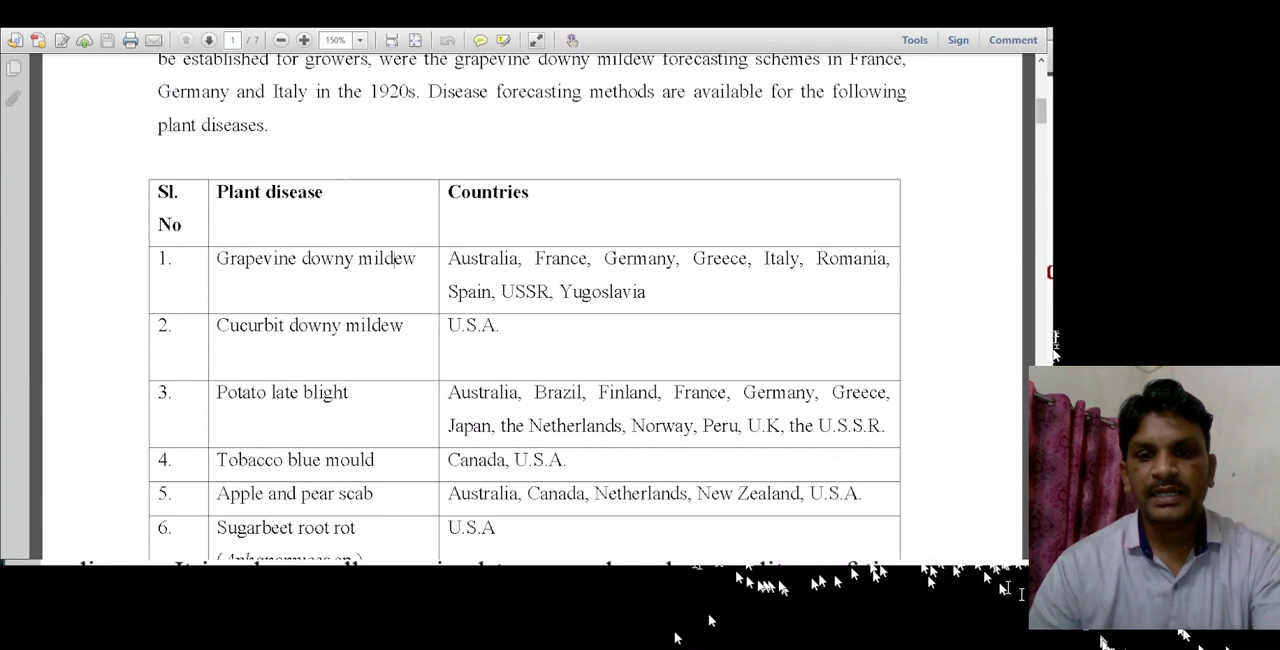 1 / 7
150%
Tools Sign Comment
be established for growers, were the grapevine downy mildew forecasting schemes in France,
Germany and Italy in the 1920s. Disease forecasting methods are available for the following
plant diseases.
Sl. No Plant disease Countries
1. Grapevine downy mildew Australia, France, Germany, Greece, Italy, Romania,
Spain, USSR, Yugoslavia
2. Cucurbit downy mildew U.S.A.
3. Potato late blight Australia, Brazil, Finland, France, Germany, Greece,
Japan, the Netherlands, Norway, Peru, U.K, the U.S.S.R.
4. Tobacco blue mould Canada, U.S.A.
5. Apple and pear scab Australia, Canada, Netherlands, New Zealand, U.S.A.
6. Sugarbeet root rot U.S.A